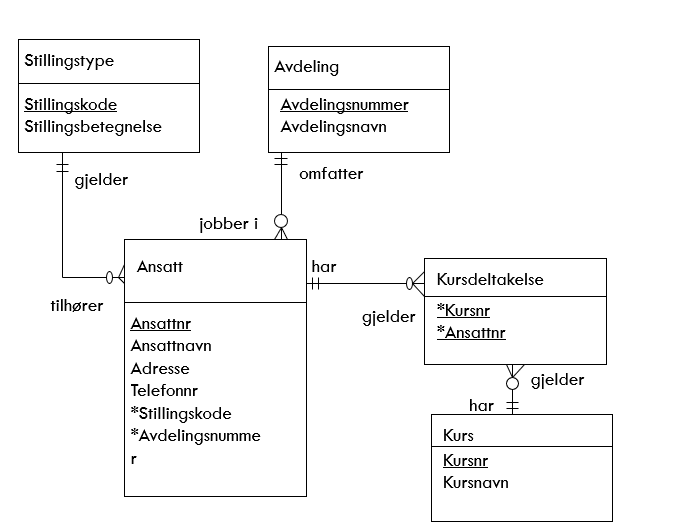 Stillingstype
Stillingskode
Stillingsbetegnelse
gjelder
Avdeling
Avdelingsnummer
Avdelingsnavn
omfatter
jobber i
tilhører
Ansatt
Ansattnr
Ansattnavn
Adresse
Telefonnr
*Stillingskode
*Avdelingsnumme
r
har
gjelder
Kursdeltakelse
*Kursnr
*Ansattnr
gjelder
har
Kurs
Kursnr
Kursnavn